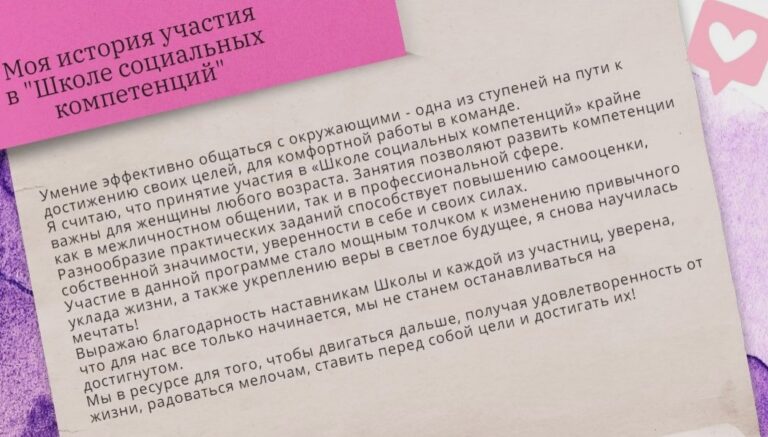 Моя история участия
в "Школе социальных
компетенций"
Умение эффективно общаться с окружающими - одна из ступеней на пути к
достижению своих целей, для комфортной работы в команде.
Я считаю, что принятие участия в «Школе социальных компетенций» крайне
важны для женщины любого возраста. Занятия позволяют развить компетенции
как в межличностном общении, так и в профессиональной сфере.
Разнообразие практических заданий способствует повышению самооценки,
собственной значимости, уверенности в себе и своих силах.
Участие в данной программе стало мощным толчком к изменению привычного
уклада жизни, а также укреплению веры в светлое будущее, я снова научилась
мечтать!
Выражаю благодарность наставникам Школы и каждой из участниц, уверена,
что для нас все только начинается, мы не станем останавливаться на
достигнутом.
Мы в ресурсе для того, чтобы двигаться дальше, получая удовлетворенность от
жизни, радоваться мелочам, ставить перед собой цели и достигать их!